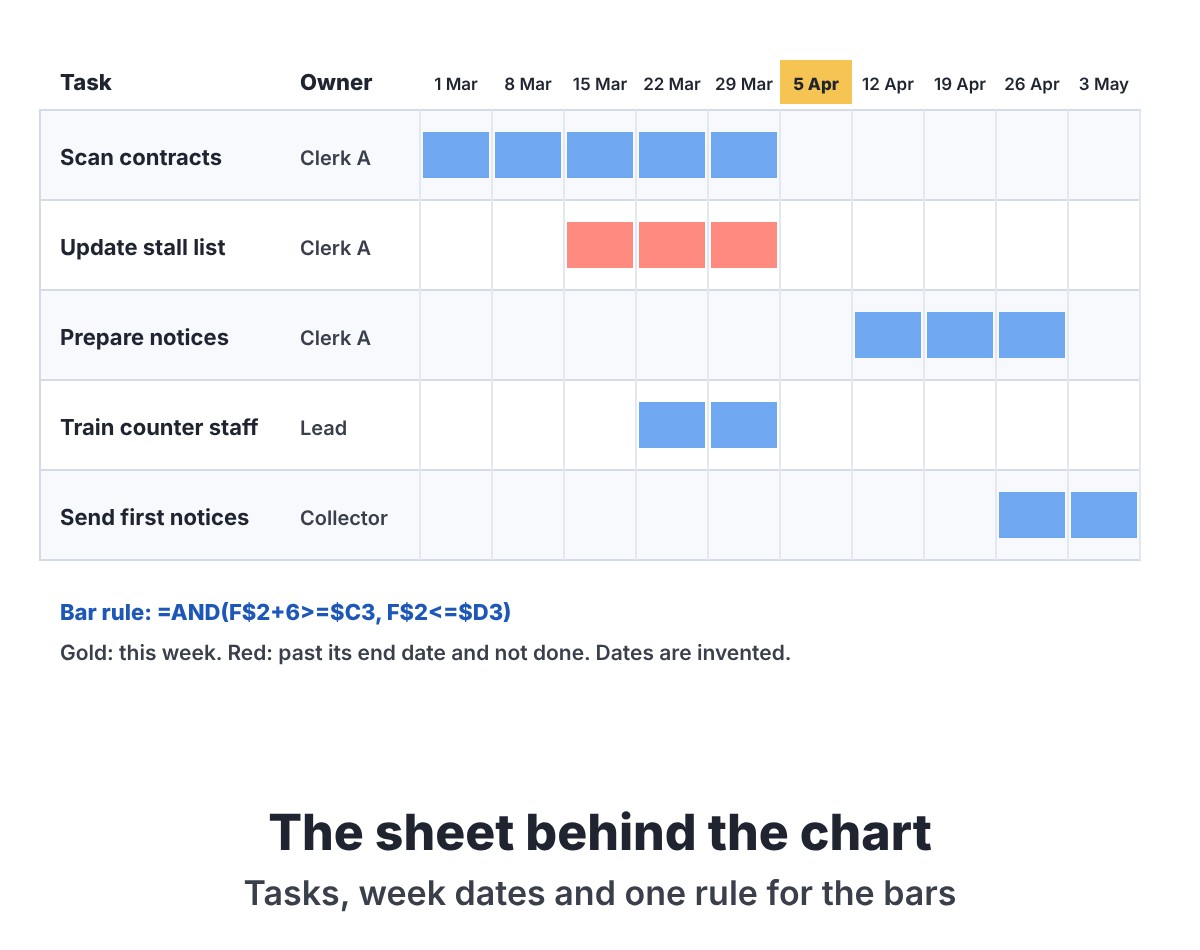 Task Owner 1 Mar 8 Mar 15 Mar 22 Mar 29 Mar 5 Apr 12 Apr 19 Apr 26 Apr 3 May
Scan contracts Clerk A
Update stall list Clerk A
Prepare notices Clerk A
Train counter staff Lead
Send first notices Collector
Bar rule: =AND(F$2+6>=$C3, F$2<=$D3)
Gold: this week. Red: past its end date and not done. Dates are invented.
The sheet behind the chart
Tasks, week dates and one rule for the bars